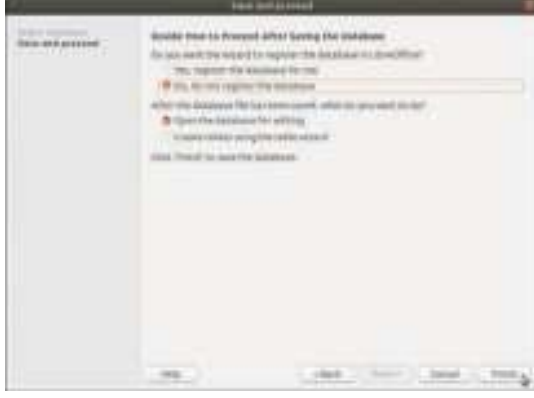 Save and proceed
Save and proceed
Decide How to Proceed After Saving the Database
Do you want the wizard to register the database in LibreOffice?
Yes, register the database for me
No, do not register the database
After the database file has been saved, what do you want to do?
Open the database for editing
Create tables using the table wizard
Click 'Finish' to save the database.
Help
< Back
Cancel
Finish